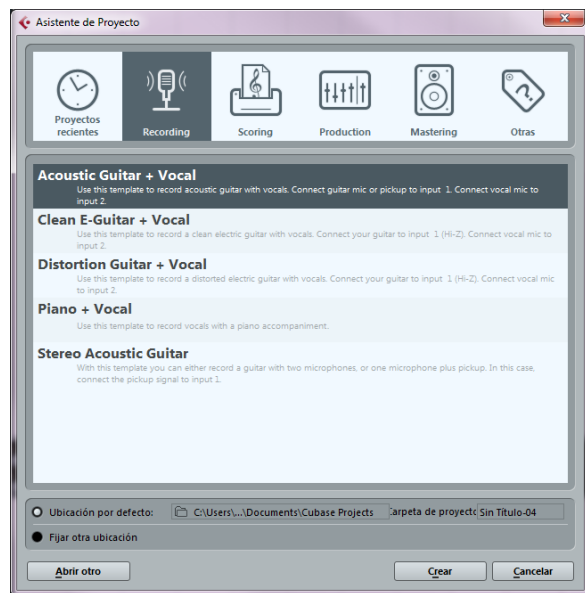 Asistente de Proyecto
Proyectos
recientes
Recording
Scoring
Production
Mastering
Otras
Acoustic Guitar + Vocal
Use this template to record acoustic guitar with vocals. Connect guitar mic or pickup to input 1. Connect vocal mic to
input 2.
Clean E-Guitar + Vocal
Use this template to record a clean electric guitar with vocals. Connect your guitar to input 1 (Hi-Z). Connect vocal mic to
input 2.
Distortion Guitar + Vocal
Use this template to record a distorted electric guitar with vocals. Connect your guitar to input 1 (Hi-Z). Connect vocal mic
to input 2.
Piano + Vocal
Use this template to record vocals with a piano accompaniment.
Stereo Acoustic Guitar
With this template you can either record a guitar with two microphones, or one microphone plus pickup. In this case,
connect the pickup signal to input 1.
Ubicación por defecto: C:\Users\...\Documents\Cubase Projects Carpeta de proyecto Sin Título-04
Fijar otra ubicación
Abrir otro Crear Cancelar